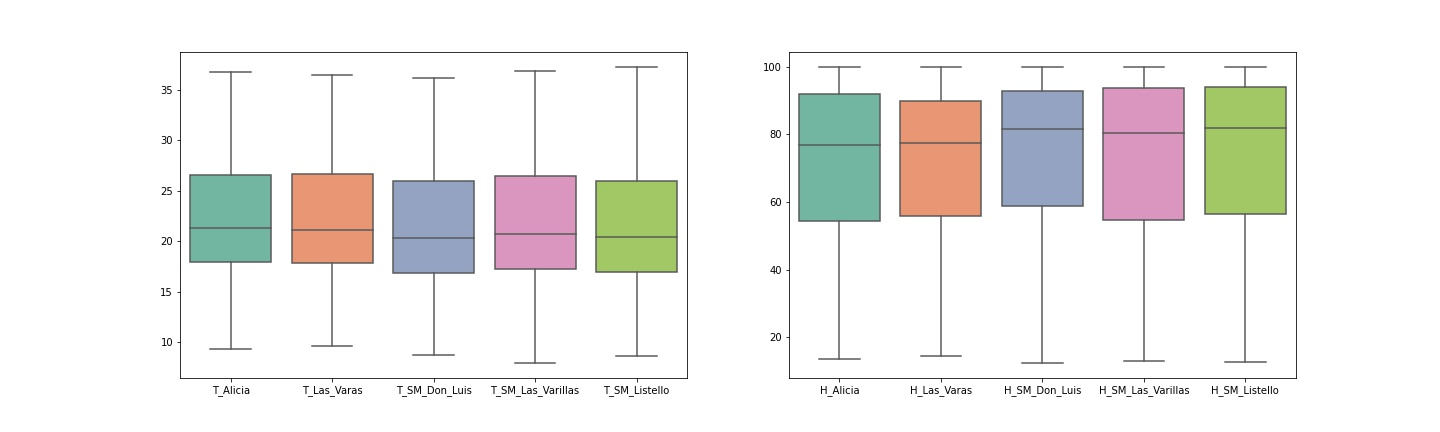 35
30
25
20
15
10
T_Alicia
T_Las_Varas
T_SM_Don_Luis
T_SM_Las_Varillas
T_SM_Listello
100
80
60
40
20
H_Alicia
H_Las_Varas
H_SM_Don_Luis
H_SM_Las_Varillas
H_SM_Listello